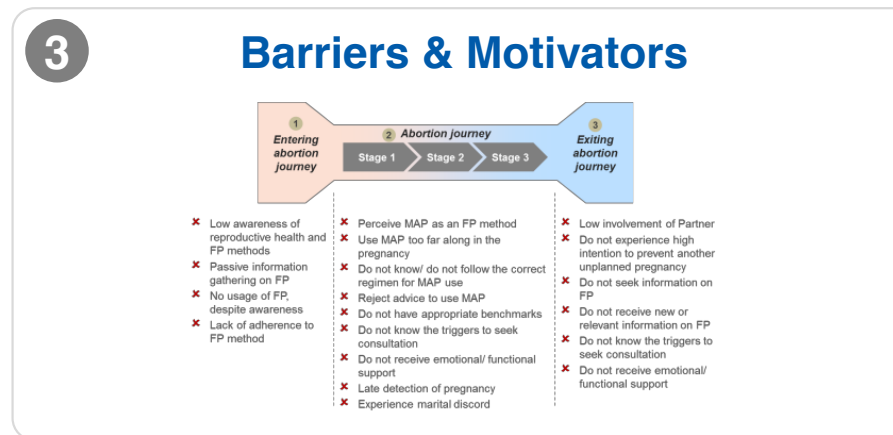 3
Barriers & Motivators
1
Entering
abortion
journey
2 Abortion journey
Stage 1 Stage 2 Stage 3
3
Exiting
abortion
journey
✘ Low awareness of
reproductive health and
FP methods
✘ Passive information
gathering on FP
✘ No usage of FP,
despite awareness
✘ Lack of adherence to
FP method
✘ Perceive MAP as an FP method
✘ Use MAP too far along in the
pregnancy
✘ Do not know/ do not follow the correct
regimen for MAP use
✘ Reject advice to use MAP
✘ Do not have appropriate benchmarks
✘ Do not know the triggers to seek
consultation
✘ Do not receive emotional/ functional
support
✘ Late detection of pregnancy
✘ Experience marital discord
✘ Low involvement of Partner
✘ Do not experience high
intention to prevent another
unplanned pregnancy
✘ Do not seek information on
FP
✘ Do not receive new or
relevant information on FP
✘ Do not know the triggers to
seek consultation
✘ Do not receive emotional/
functional support